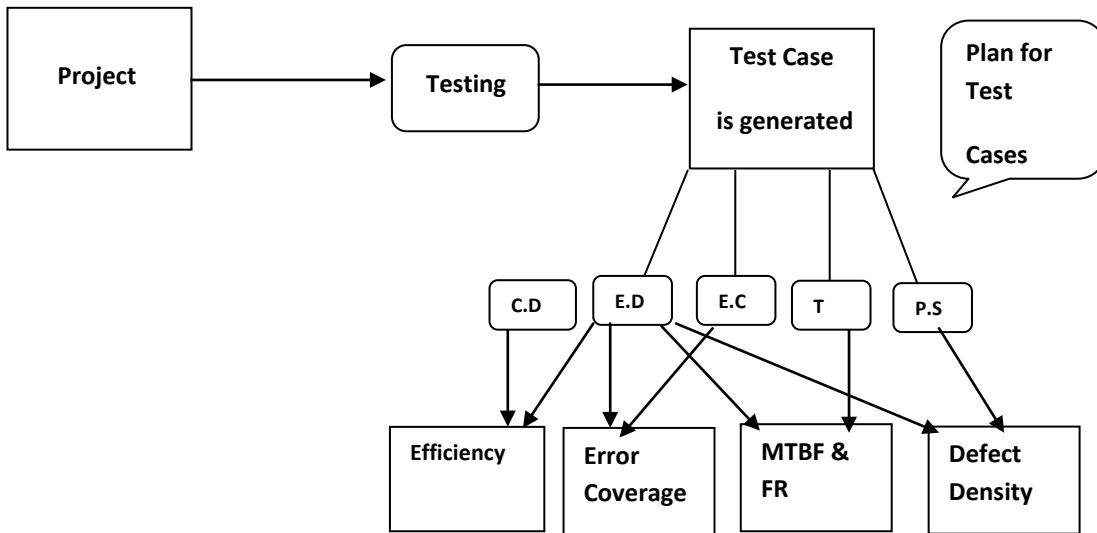 Project
Testing
Test Case
is generated
Plan for
Test
Cases
C.D
E.D
E.C
T
P.S
Efficiency
Error
Coverage
MTBF &
FR
Defect
Density